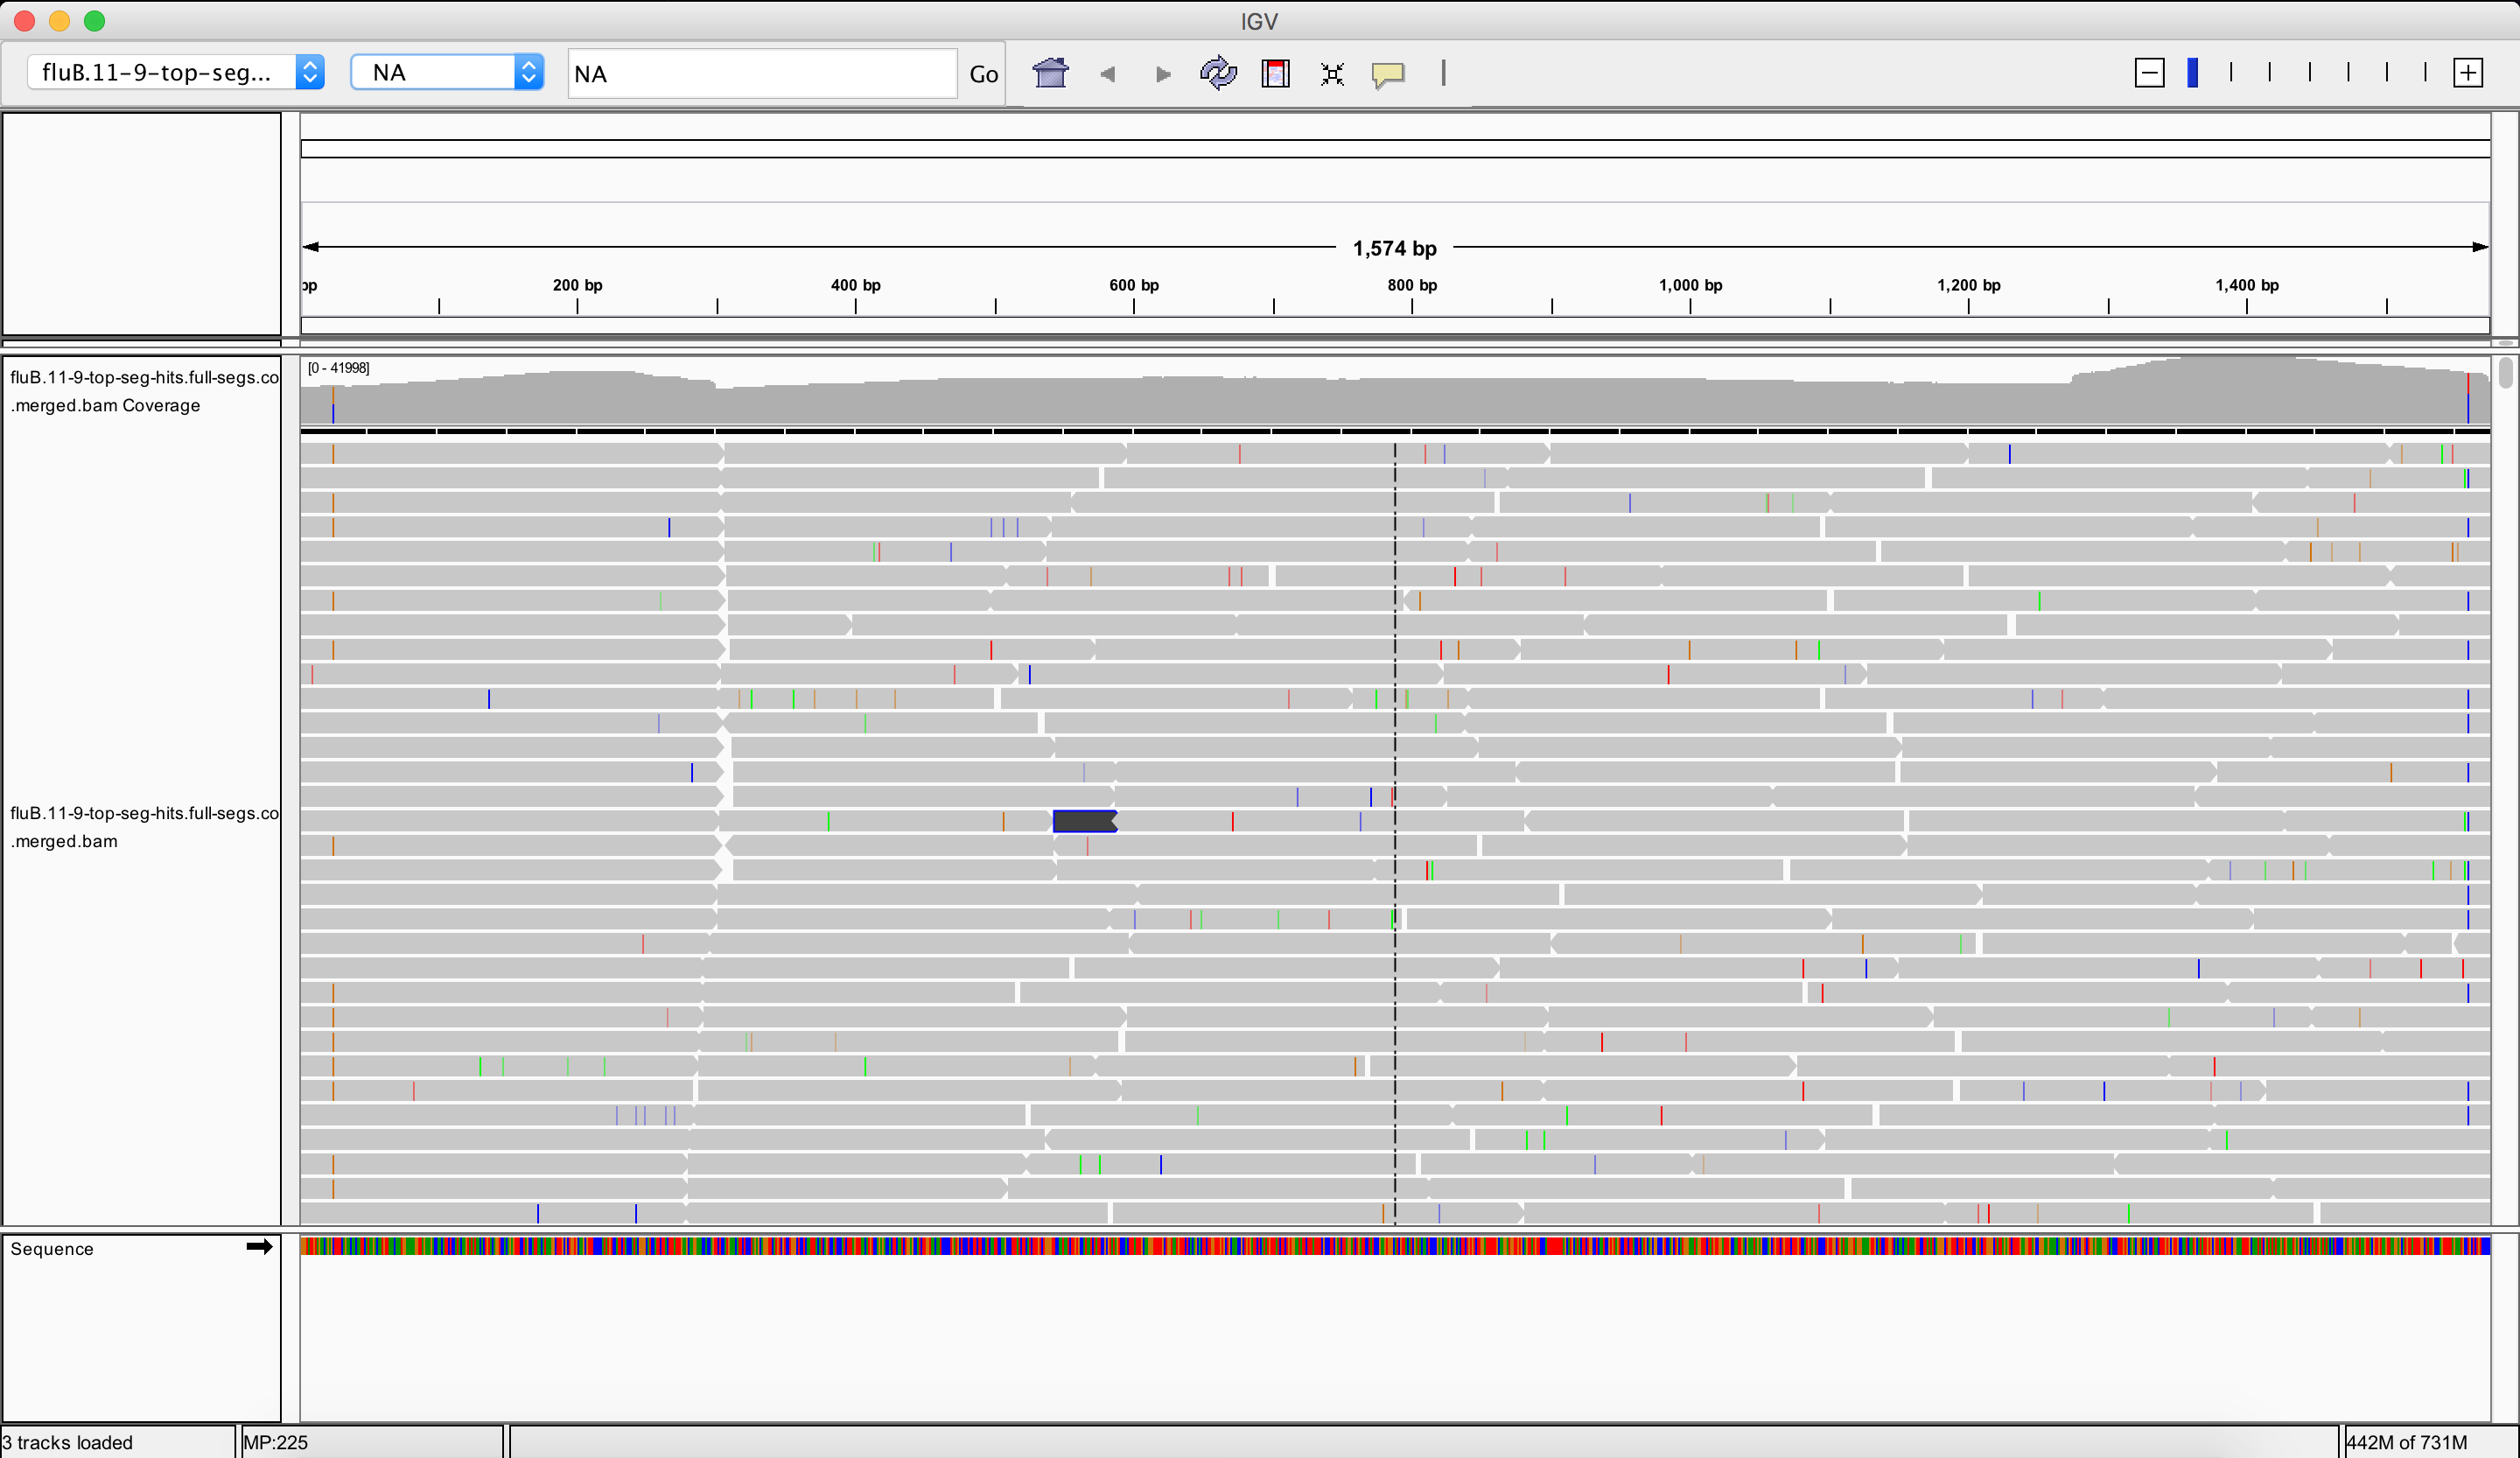 IGV
fluB.11-9-top-seg...
NA
NA
Go
1,574 bp
bp
200 bp
400 bp
600 bp
800 bp
1,000 bp
1,200 bp
1,400 bp
fluB.11-9-top-seg-hits.full-segs.co
.merged.bam Coverage
[0 - 41998]
fluB.11-9-top-seg-hits.full-segs.co
.merged.bam
Sequence
3 tracks loaded
MP:225
442M of 731M